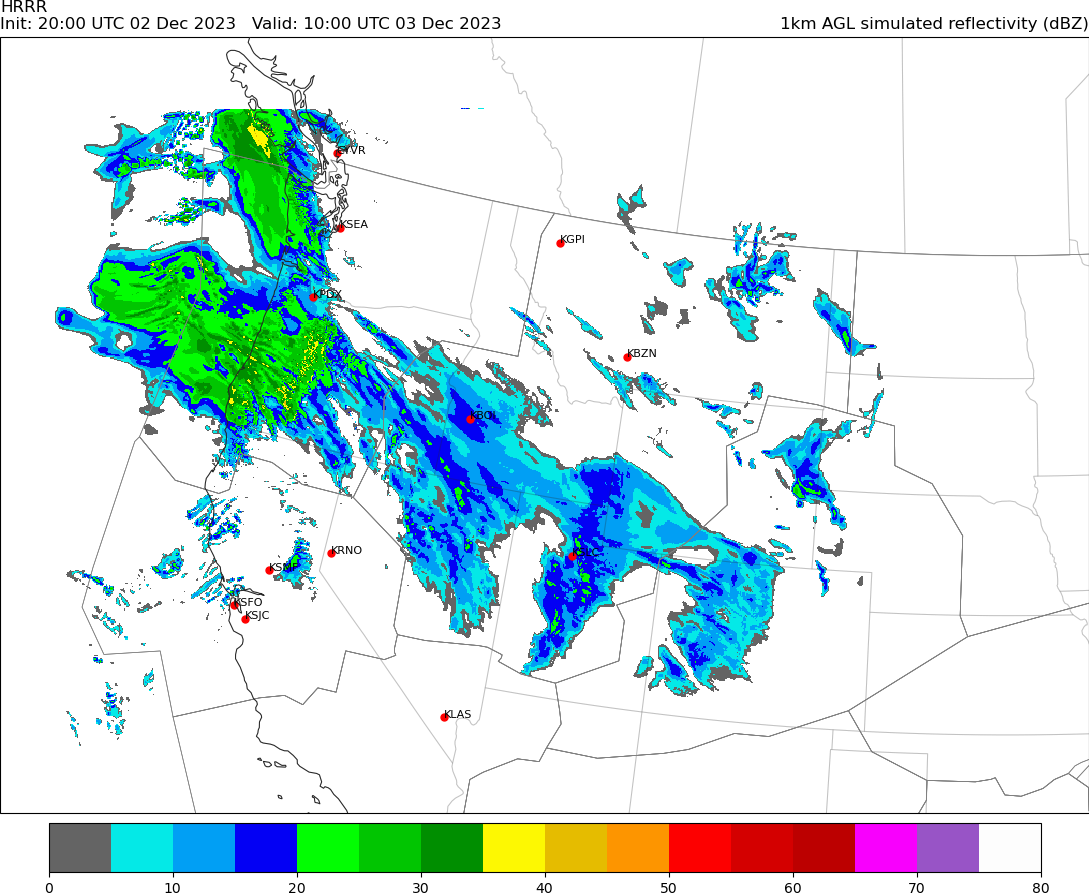 HRRR
Init: 20:00 UTC 02 Dec 2023   Valid: 10:00 UTC 03 Dec 2023
1km AGL simulated reflectivity (dBZ)
CYVR
KSEA
KGPI
KPDX
KBZN
KBOI
KRNO
KSMF
KSFO
KSJC
KLAS
0 10 20 30 40 50 60 70 80